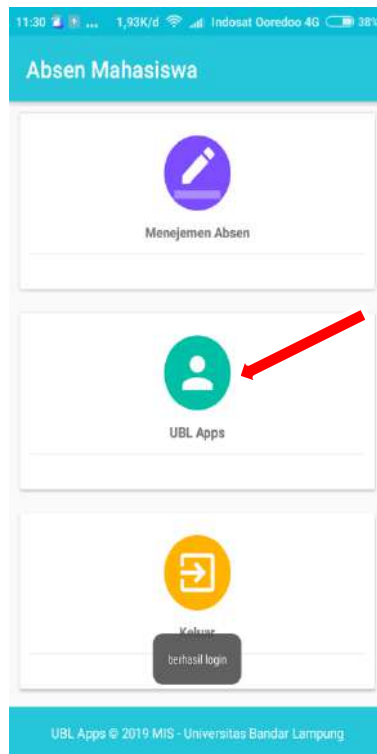 11:30 ... 1,93K/d Indosat Ooredoo 4G 38%
Absen Mahasiswa
Menejemen Absen
UBL Apps
Keluar
berhasil login
UBL Apps © 2019 MIS - Universitas Bandar Lampung